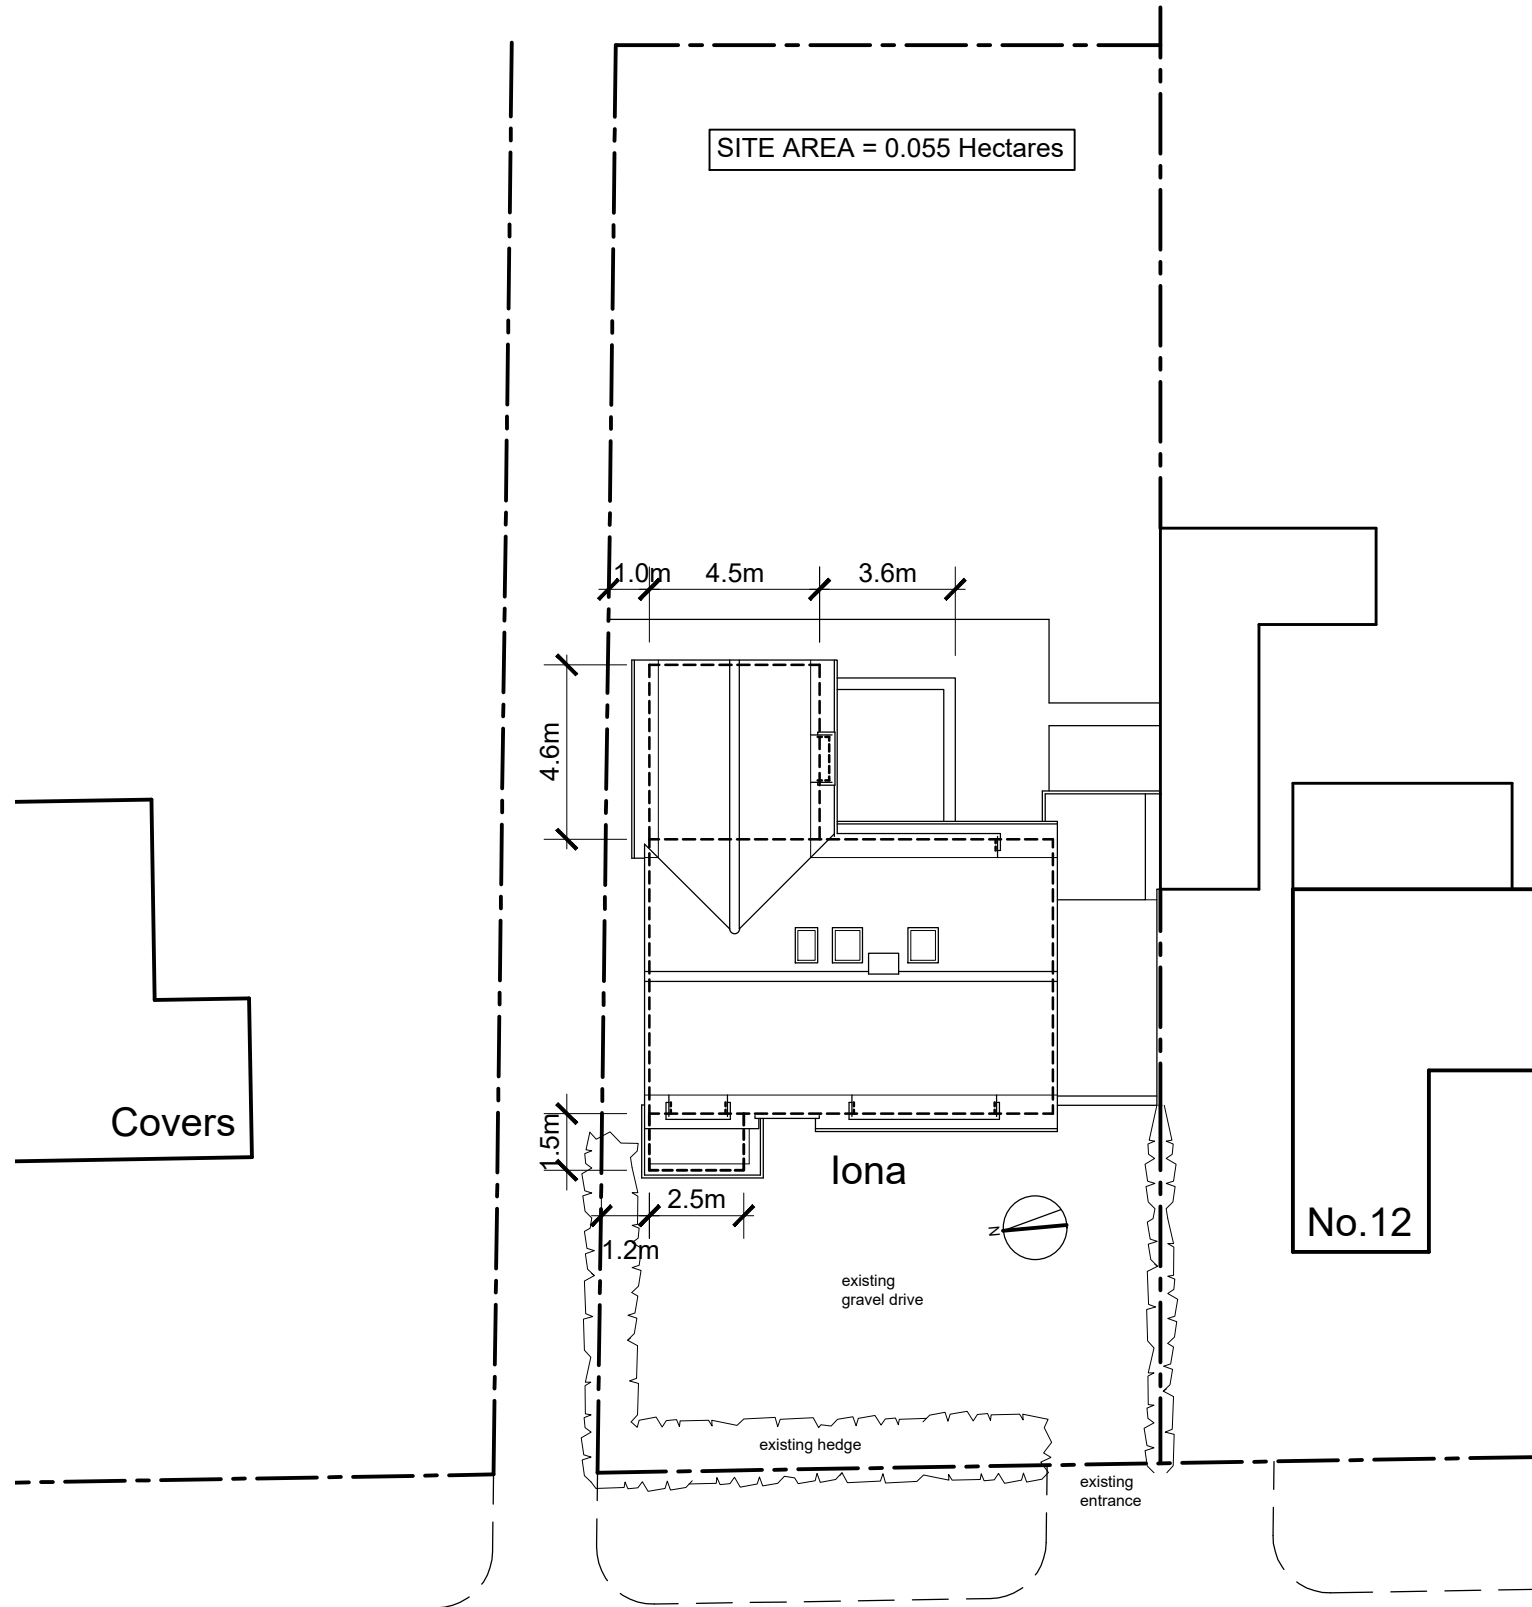 SITE AREA = 0.055 Hectares
1.0m
4.5m
3.6m
4.6m
Covers
1.5m
Iona
2.5m
1.2m
N
No.12
existing
gravel drive
existing hedge
existing
entrance